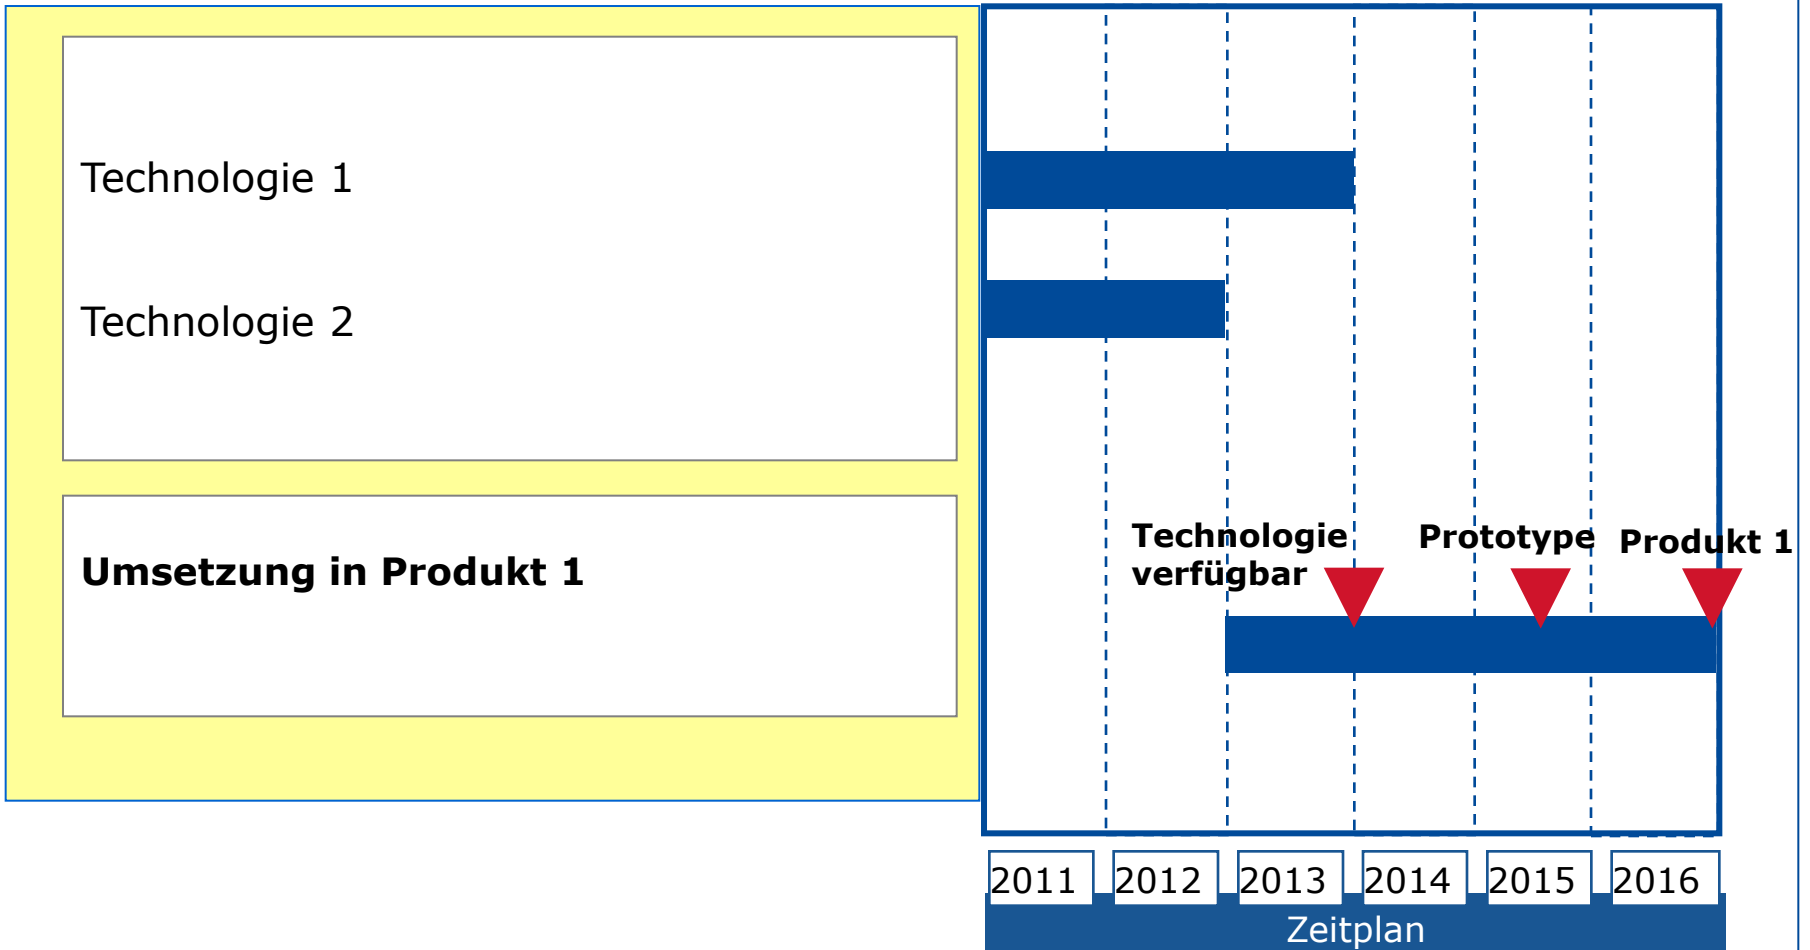 Technologie 1
Technologie 2
Umsetzung in Produkt 1
Technologie
verfügbar
Prototype
Produkt 1
2011
2012
2013
2014
2015
2016
Zeitplan